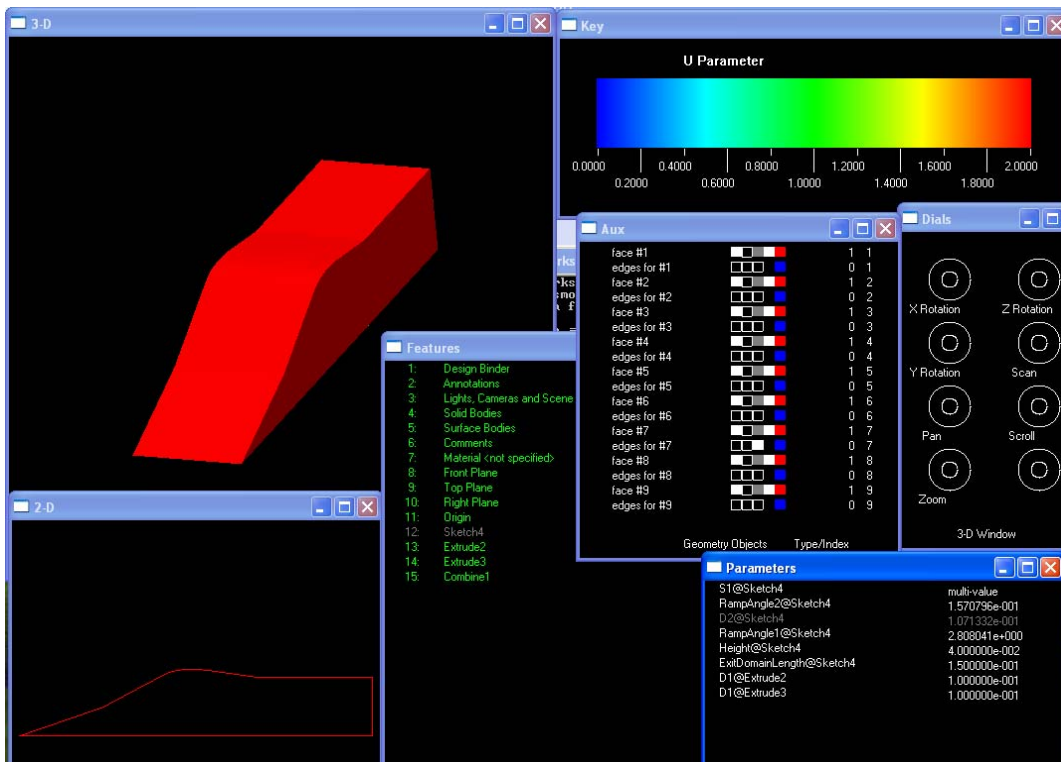 3-D
Key
U Parameter
0.0000 0.4000 0.8000 1.2000 1.6000 2.0000
0.2000 0.6000 1.0000 1.4000 1.8000
Aux
face #1 1 1
edges for #1 0 1
face #2 1 2
edges for #2 0 2
face #3 1 3
edges for #3 0 3
face #4 1 4
edges for #4 0 4
face #5 1 5
edges for #5 0 5
face #6 1 6
edges for #6 0 6
face #7 1 7
edges for #7 0 7
face #8 1 8
edges for #8 0 8
face #9 1 9
edges for #9 0 9
Geometry Objects Type/Index
Dials
X Rotation Z Rotation
Y Rotation Scan
Pan Scroll
Zoom
3-D Window
Features
1: Design Binder
2: Annotations
3: Lights, Cameras and Scene
4: Solid Bodies
5: Surface Bodies
6: Comments
7: Material <not specified>
8: Front Plane
9: Top Plane
10: Right Plane
11: Origin
12: Sketch4
13: Extrude2
14: Extrude3
15: Combine1
2-D
Parameters
S1@Sketch4 multi-value
RampAngle2@Sketch4 1.570796e-001
D2@Sketch4 1.071332e-001
RampAngle1@Sketch4 2.808041e+000
Height@Sketch4 4.000000e-002
ExitDomainLength@Sketch4 1.500000e-001
D1@Extrude2 1.000000e-001
D1@Extrude3 1.000000e-001